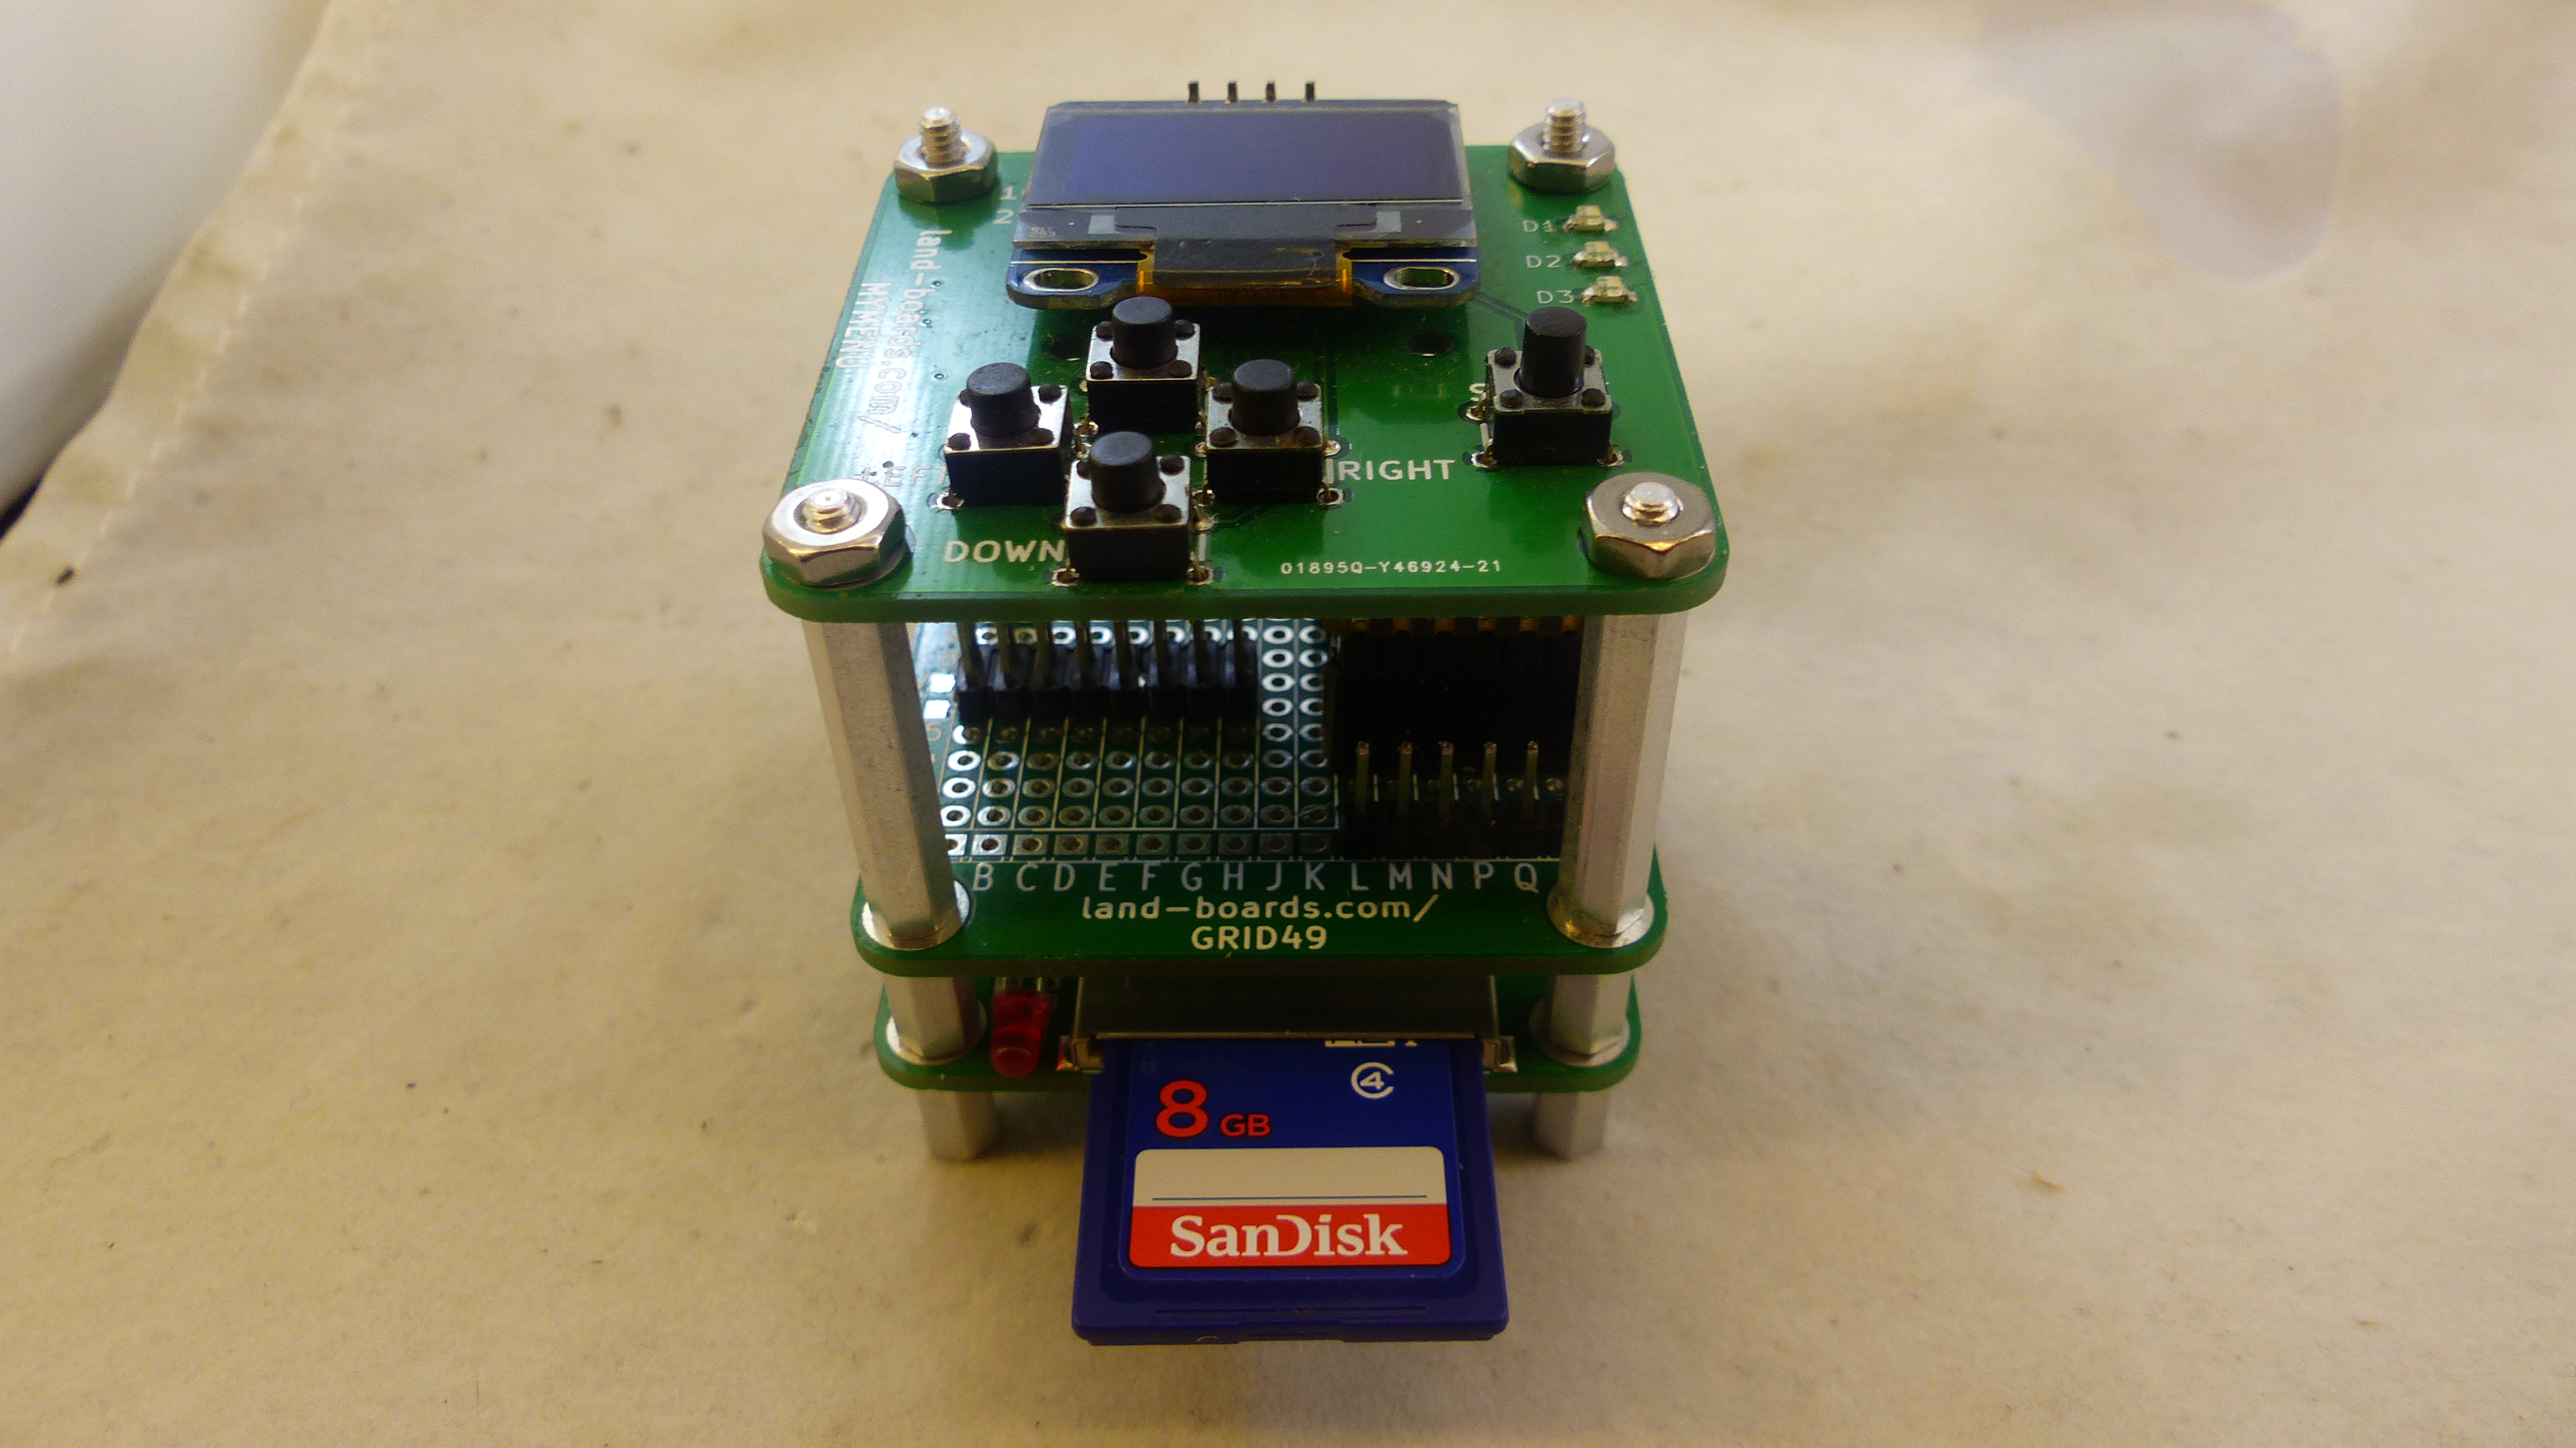 1
2
land-boards.com/
MYMENU
D1
D2
D3
RIGHT
DOWN
01895Q-Y46924-21
B C D E F G H J K L M N P Q
land-boards.com/
GRID49
4
8 GB
SanDisk